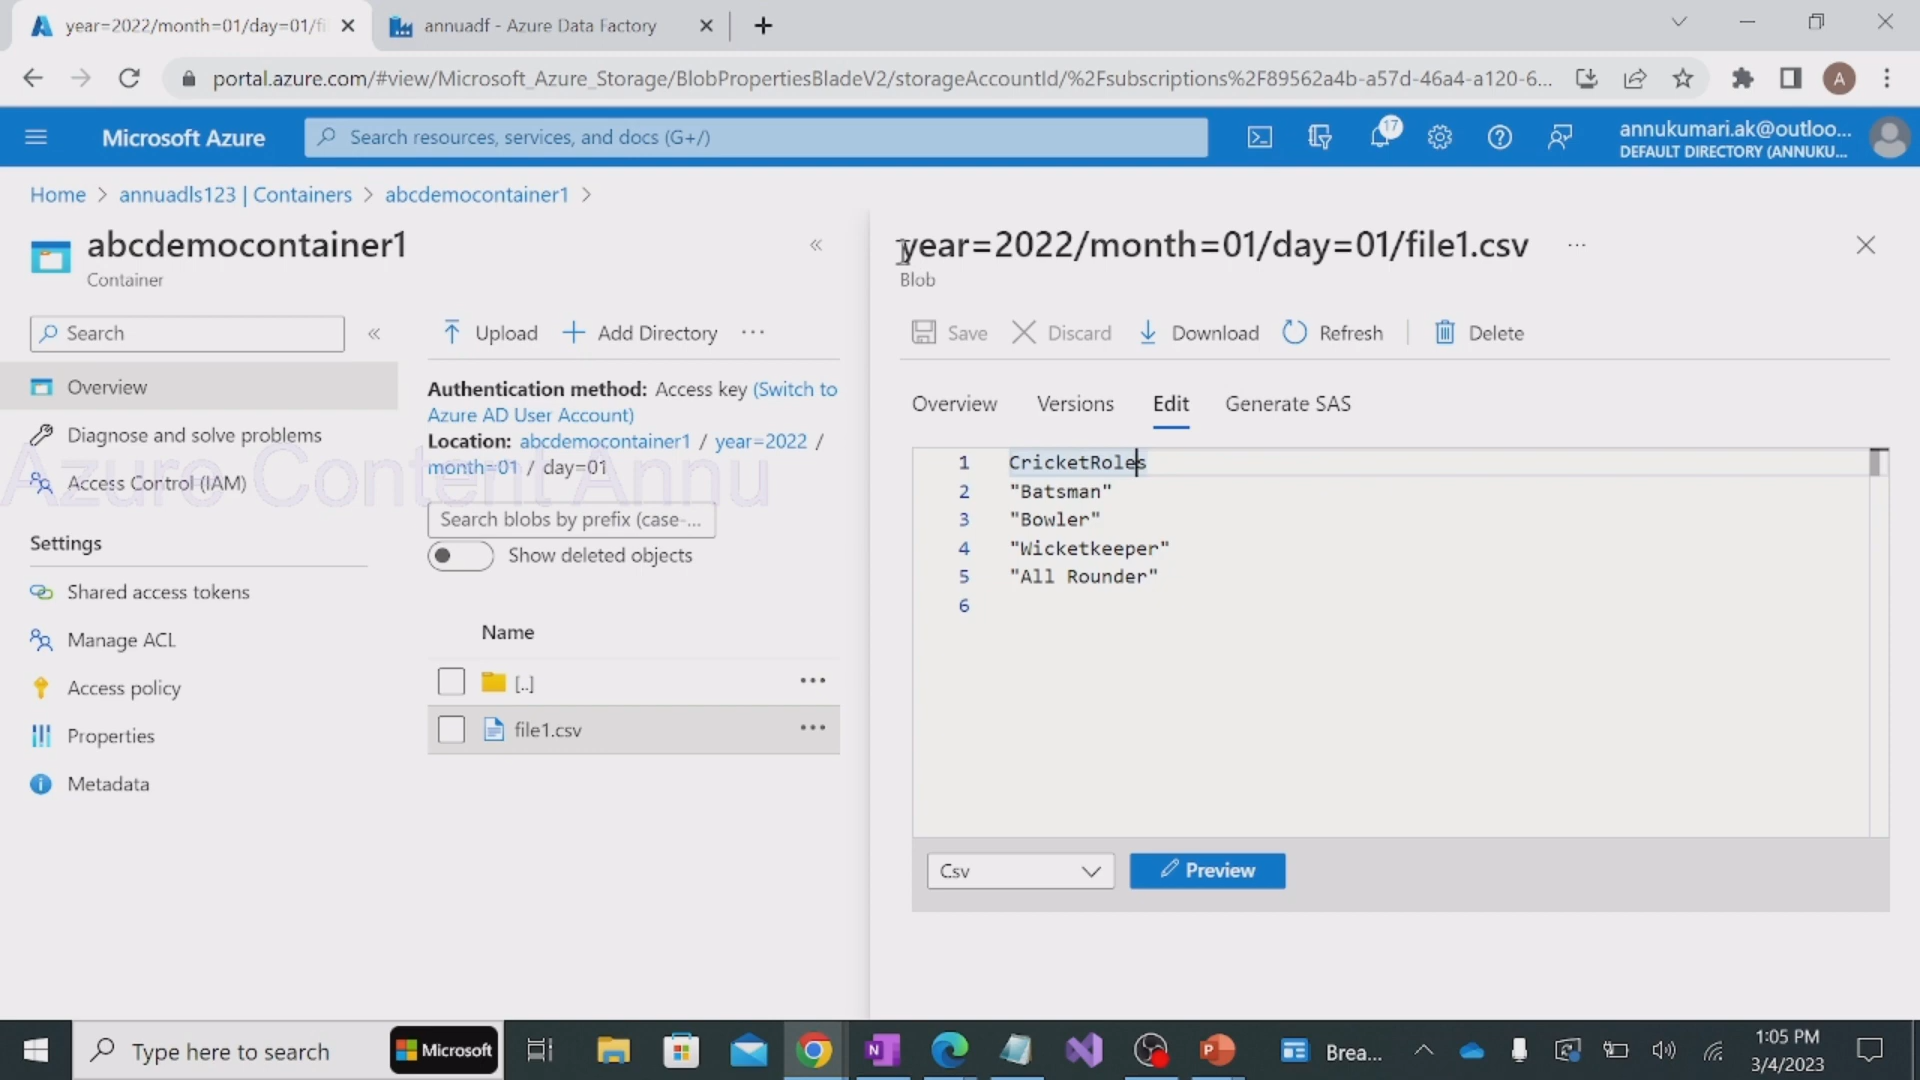 year=2022/month=01/day=01/fi
annuadf - Azure Data Factory
portal.azure.com/#view/Microsoft_Azure_Storage/BlobPropertiesBladeV2/storageAccountId/%2Fsubscriptions%2F89562a4b-a57d-46a4-a120-6...
A
Microsoft Azure
Search resources, services, and docs (G+/)
17
annukumari.ak@outloo...
DEFAULT DIRECTORY (ANNUKU...
Home > annuadls123 | Containers > abcdemocontainer1 >
abcdemocontainer1
Container
Search
Overview
Diagnose and solve problems
Access Control (IAM)
Settings
Shared access tokens
Manage ACL
Access policy
Properties
Metadata
Upload
Add Directory
Authentication method: Access key (Switch to
Azure AD User Account)
Location: abcdemocontainer1 / year=2022 /
month=01 / day=01
Azure Content Annu
Search blobs by prefix (case-...
Show deleted objects
Name
[..]
file1.csv
year=2022/month=01/day=01/file1.csv
Blob
Save
Discard
Download
Refresh
Delete
Overview
Versions
Edit
Generate SAS
1 CricketRoles
2 "Batsman"
3 "Bowler"
4 "Wicketkeeper"
5 "All Rounder"
6
Csv
Preview
Type here to search
Microsoft
Brea...
1:05 PM
3/4/2023